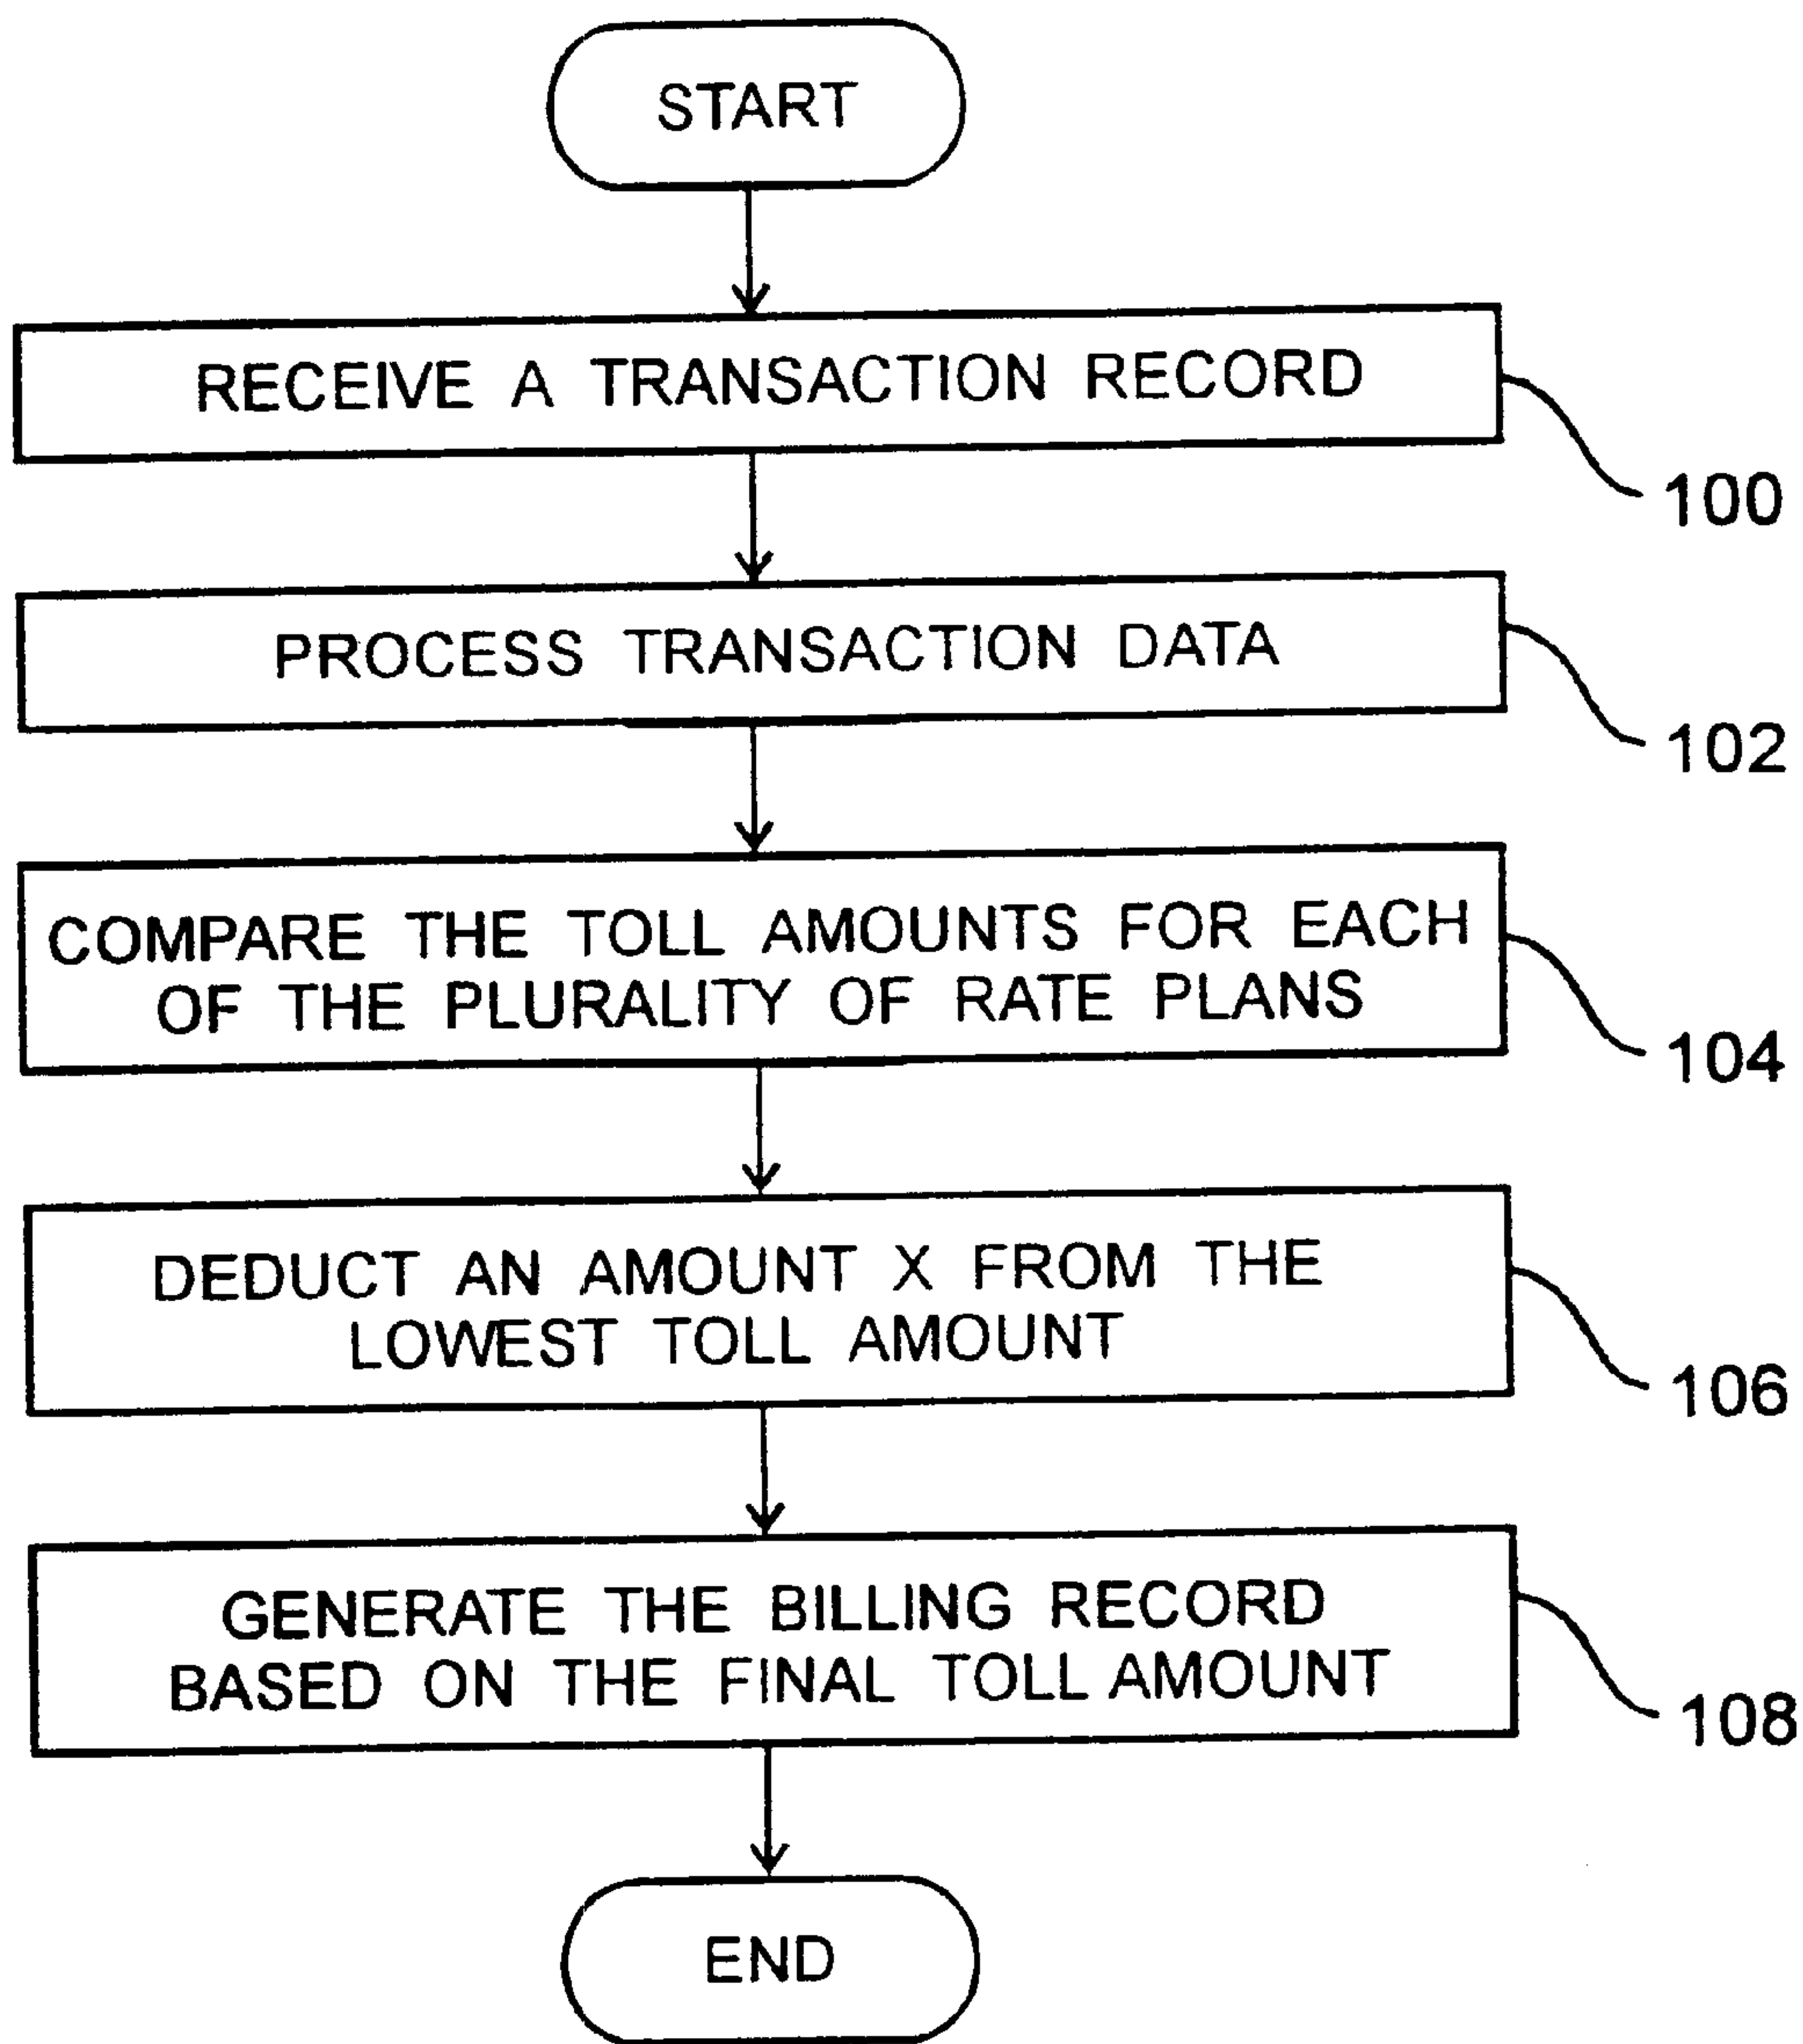 START
RECEIVE A TRANSACTION RECORD
100
PROCESS TRANSACTION DATA
102
COMPARE THE TOLL AMOUNTS FOR EACH
OF THE PLURALITY OF RATE PLANS
104
DEDUCT AN AMOUNT X FROM THE
LOWEST TOLL AMOUNT
106
GENERATE THE BILLING RECORD
BASED ON THE FINAL TOLL AMOUNT
108
END